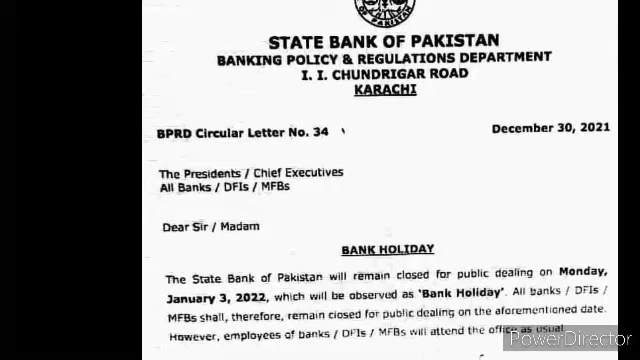 OF PAKISTAN
STATE BANK OF PAKISTAN
BANKING POLICY & REGULATIONS DEPARTMENT
I. I. CHUNDRIGAR ROAD
KARACHI
BPRD Circular Letter No. 34
December 30, 2021
The Presidents / Chief Executives
All Banks / DFIs / MFBs
Dear Sir / Madam
BANK HOLIDAY
The State Bank of Pakistan will remain closed for public dealing on Monday,
January 3, 2022, which will be observed as 'Bank Holiday'. All banks / DFIs /
MFBs shall, therefore, remain closed for public dealing on the aforementioned date.
However, employees of banks / DFIs / MFBs will attend the office as usual.
PowerDirector